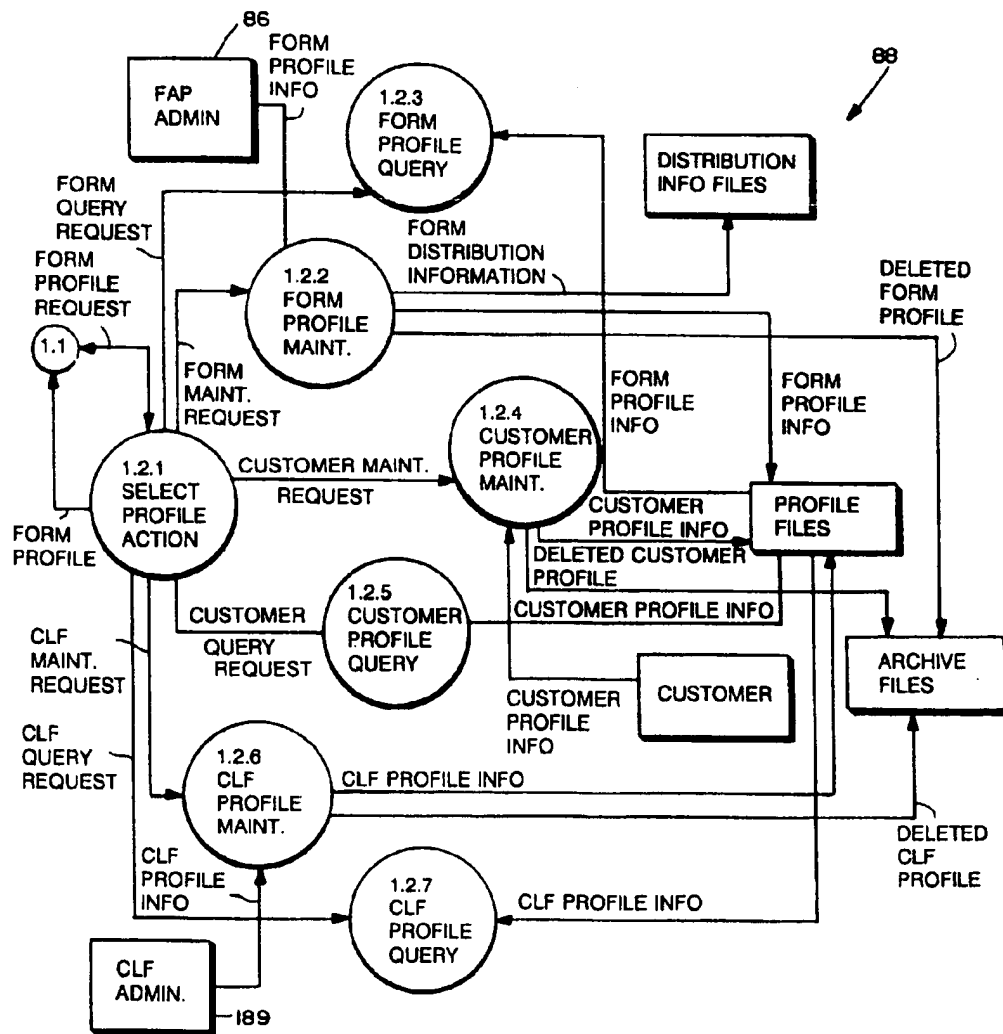 86
FORM
PROFILE
INFO
88
FAP
ADMIN
1.2.3
FORM
PROFILE
QUERY
DISTRIBUTION
INFO FILES
FORM
QUERY
REQUEST
FORM
DISTRIBUTION
INFORMATION
FORM
PROFILE
REQUEST
1.2.2
FORM
PROFILE
MAINT.
DELETED
FORM
PROFILE
1.1
FORM
MAINT.
REQUEST
FORM
PROFILE
INFO
FORM
PROFILE
INFO
1.2.4
CUSTOMER
PROFILE
MAINT.
1.2.1
SELECT
PROFILE
ACTION
CUSTOMER MAINT.
REQUEST
FORM
PROFILE
CUSTOMER
PROFILE INFO
PROFILE
FILES
DELETED CUSTOMER
PROFILE
CUSTOMER
QUERY
REQUEST
1.2.5
CUSTOMER
PROFILE
QUERY
CUSTOMER PROFILE INFO
CLF
MAINT.
REQUEST
ARCHIVE
FILES
CUSTOMER
PROFILE
INFO
CUSTOMER
CLF
QUERY
REQUEST
1.2.6
CLF
PROFILE
MAINT.
CLF PROFILE INFO
DELETED
CLF
PROFILE
CLF
PROFILE
INFO
1.2.7
CLF
PROFILE
QUERY
CLF PROFILE INFO
CLF
ADMIN.
189